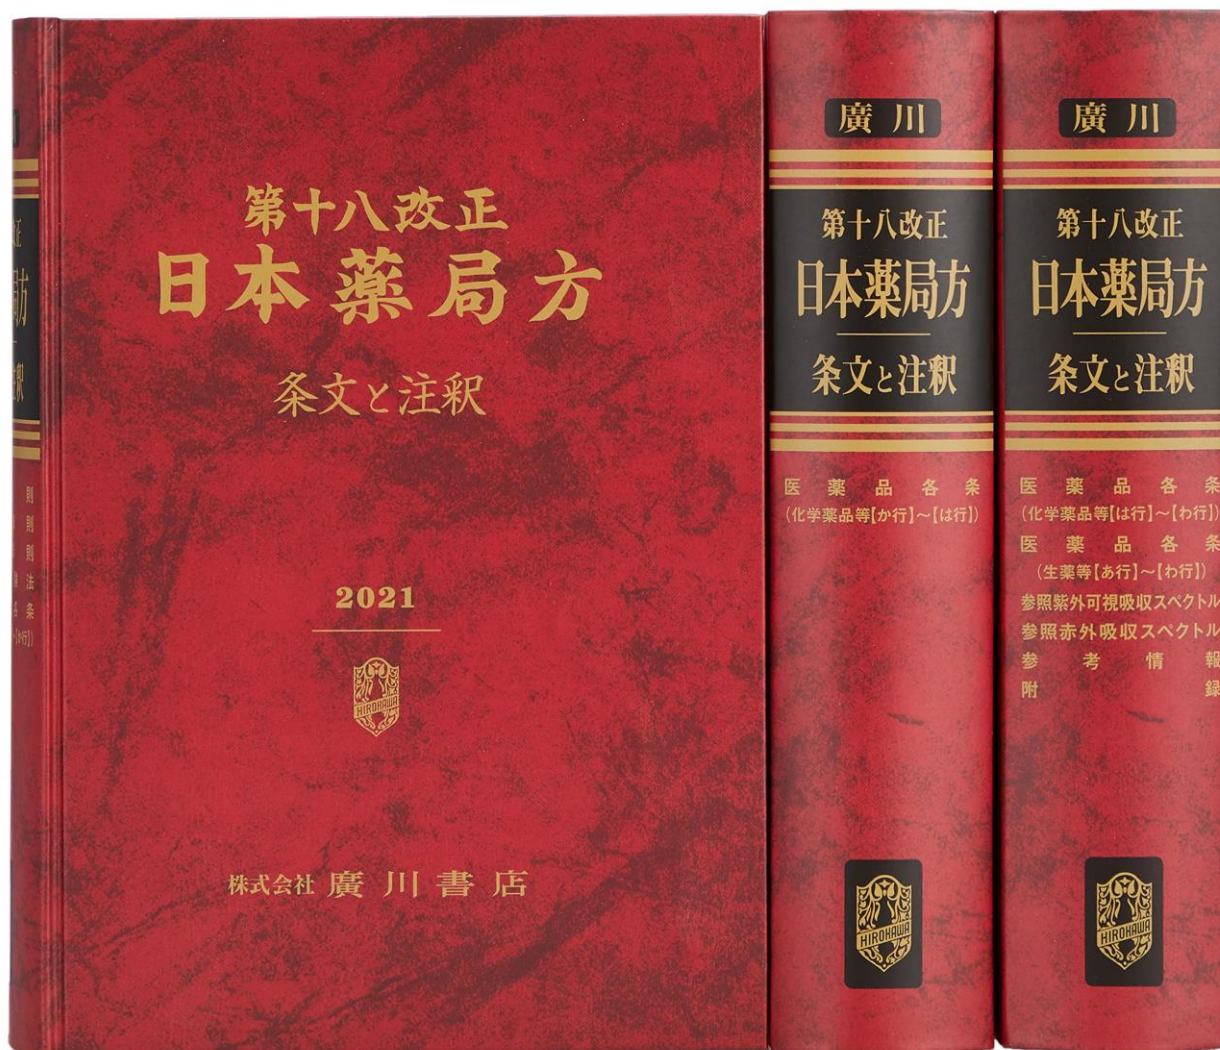 第十八改正
日本薬局方
条文と注釈
2021
HIROKAWA
株式会社 廣川書店
廣川
第十八改正
日本薬局方
条文と注釈
医薬品各条
(化学薬品等[か行]~[は行])
HIROKAWA
廣川
第十八改正
日本薬局方
条文と注釈
医薬品各条
(化学薬品等[は行]~[わ行])
医薬品各条
(生薬等[あ行]~[わ行])
参照紫外可視吸収スペクトル
参照赤外吸収スペクトル
参考情報
附録
HIROKAWA